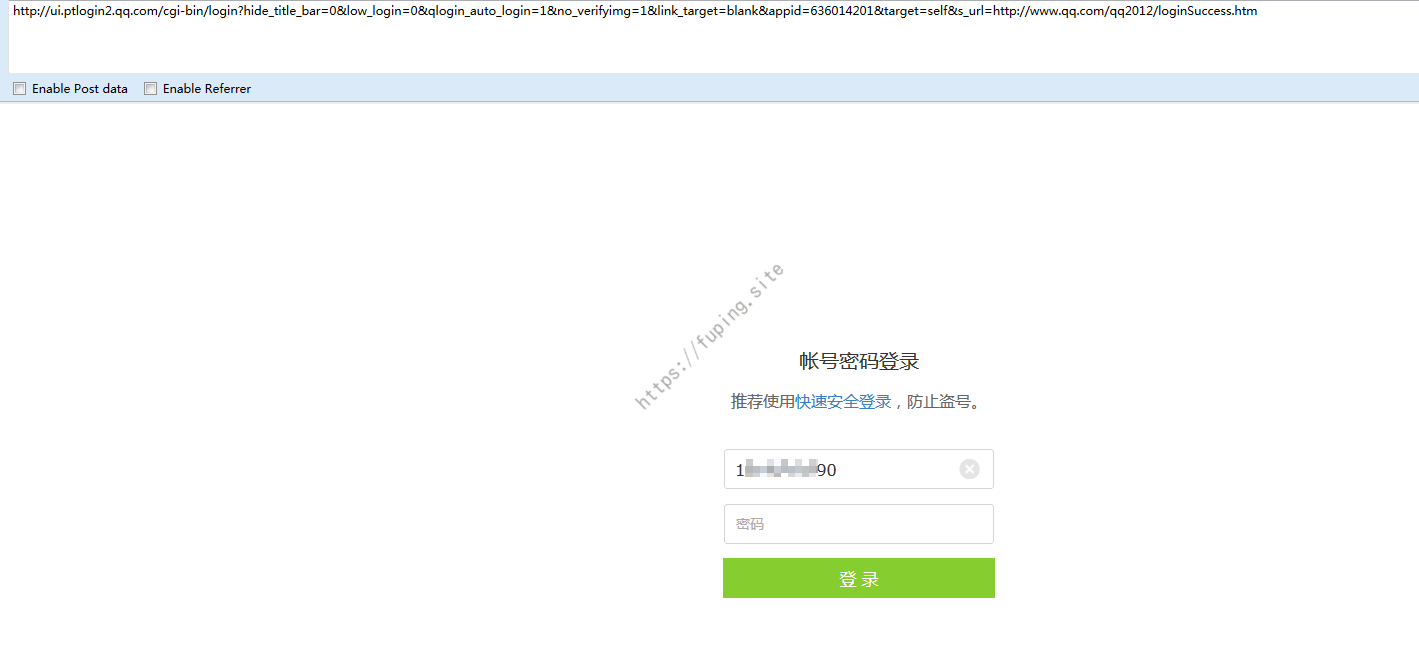 http://ui.ptlogin2.qq.com/cgi-bin/login?hide_title_bar=0&low_login=0&qlogin_auto_login=1&no_verifyimg=1&link_target=blank&appid=636014201&target=self&s_url=http://www.qq.com/qq2012/loginSuccess.htm
Enable Post data Enable Referrer
https://fuping.site
帐号密码登录
推荐使用快速安全登录，防止盗号。
1 90
密码
登 录